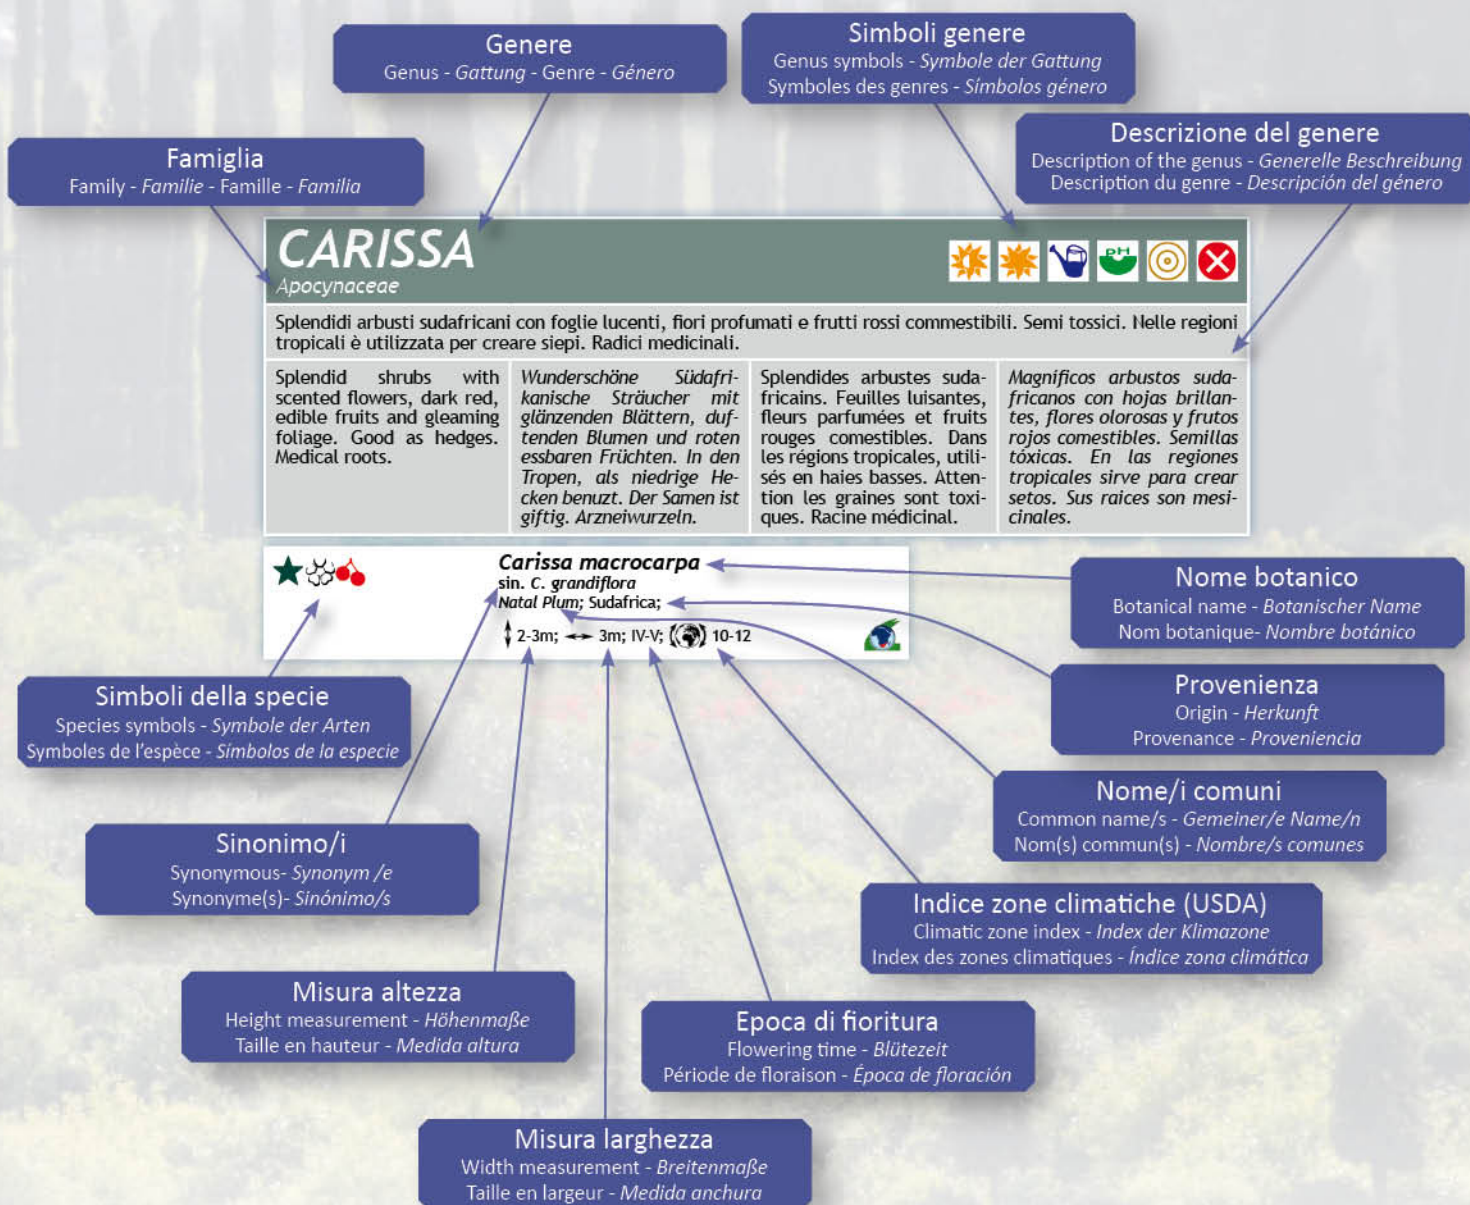 Genere
Genus - Gattung - Genre - Género
Simboli genere
Genus symbols - Symbole der Gattung
Symboles des genres - Símbolos género
Famiglia
Family - Familie - Famille - Familia
Descrizione del genere
Description of the genus - Generelle Beschreibung
Description du genre - Descripción del género
CARISSA
Apocynaceae
pH
Splendidi arbusti sudafricani con foglie lucenti, fiori profumati e frutti rossi commestibili. Semi tossici. Nelle regioni
tropicali è utilizzata per creare siepi. Radici medicinali.
Splendid shrubs with
scented flowers, dark red,
edible fruits and gleaming
foliage. Good as hedges.
Medical roots.
Wunderschöne Südafri-
kanische Sträucher mit
glänzenden Blättern, duf-
tenden Blumen und roten
essbaren Früchten. In den
Tropen, als niedrige He-
cken benuzt. Der Samen ist
giftig. Arzneiwurzeln.
Splendides arbustes suda-
fricains. Feuilles luisantes,
fleurs parfumées et fruits
rouges comestibles. Dans
les régions tropicales, utili-
sés en haies basses. Atten-
tion les graines sont toxi-
ques. Racine médicinal.
Magníficos arbustos suda-
fricanos con hojas brillan-
tes, flores olorosas y frutos
rojos comestibles. Semillas
tóxicas. En las regiones
tropicales sirve para crear
setos. Sus raices son mesi-
cinales.
Carissa macrocarpa
sin. C. grandiflora
Natal Plum; Sudafrica;
2-3m; 3m; IV-V; 10-12
Nome botanico
Botanical name - Botanischer Name
Nom botanique- Nombre botánico
Provenienza
Origin - Herkunft
Provenance - Proveniencia
Simboli della specie
Species symbols - Symbole der Arten
Symboles de l'espèce - Símbolos de la especie
Nome/i comuni
Common name/s - Gemeiner/e Name/n
Nom(s) commun(s) - Nombre/s comunes
Sinonimo/i
Synonymous- Synonym /e
Synonyme(s)- Sinónimo/s
Indice zone climatiche (USDA)
Climatic zone index - Index der Klimazone
Index des zones climatiques - Índice zona climática
Misura altezza
Height measurement - Höhenmaße
Taille en hauteur - Medida altura
Epoca di fioritura
Flowering time - Blütezeit
Période de floraison - Época de floración
Misura larghezza
Width measurement - Breitenmaße
Taille en largeur - Medida anchura